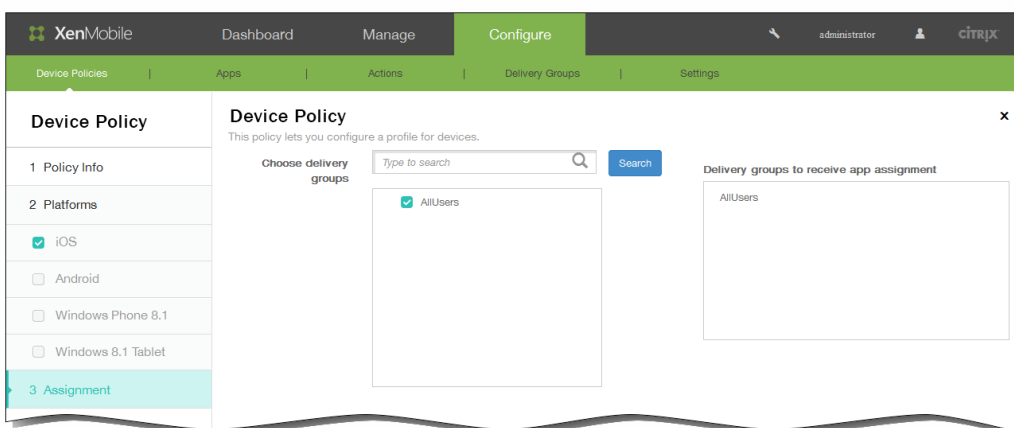 XenMobile Dashboard Manage Configure administrator CİTRIX
Device Policies | Apps | Actions | Delivery Groups | Settings
Device Policy
1 Policy Info
2 Platforms
iOS
Android
Windows Phone 8.1
Windows 8.1 Tablet
3 Assignment
Device Policy x
This policy lets you configure a profile for devices.
Choose delivery
groups
Type to search Search
AllUsers
Delivery groups to receive app assignment
AllUsers